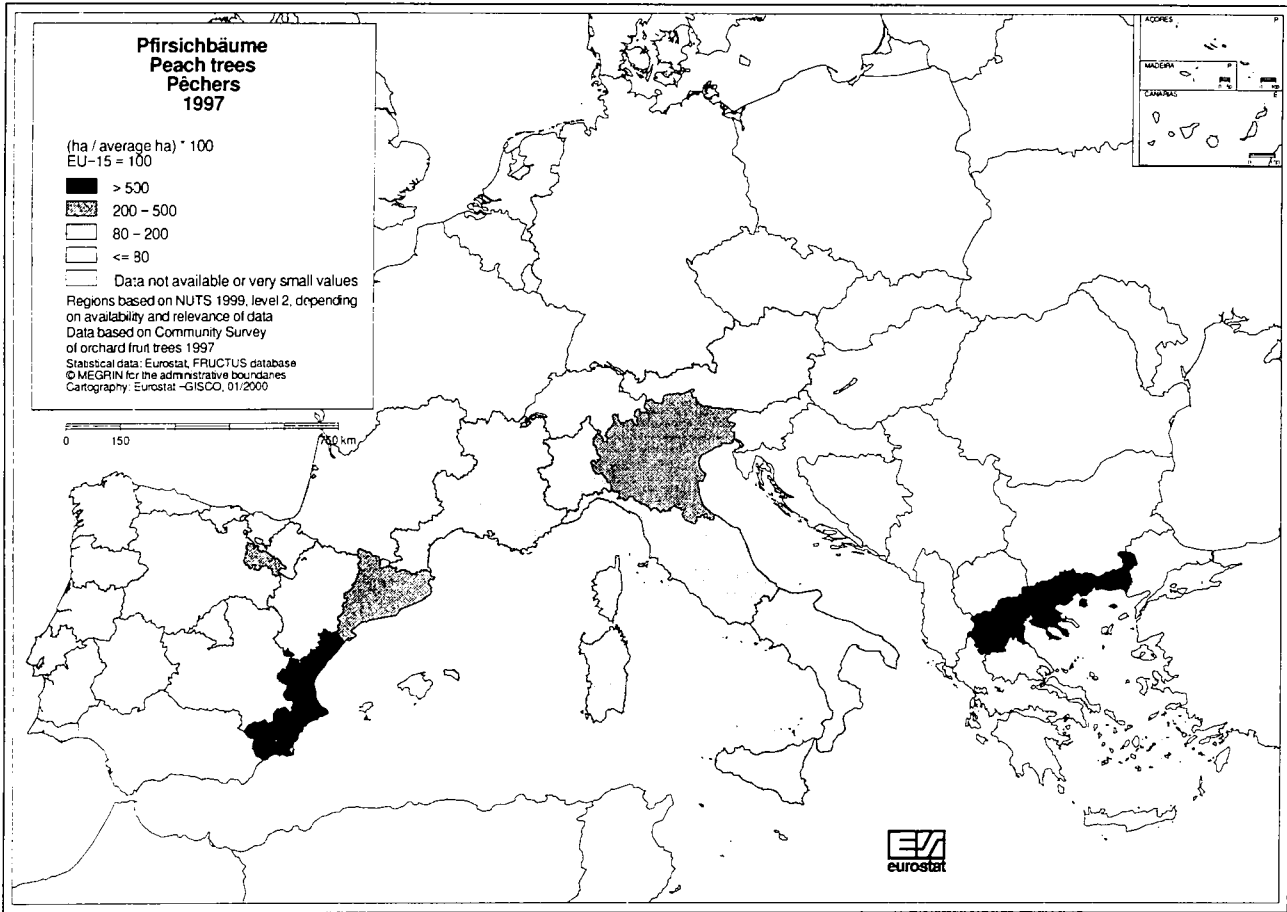 Pfirsichbäume
Peach trees
Pêchers
1997
(ha / average ha) * 100
EU-15 = 100
> 500
200 – 500
80 – 200
<= 80
Data not available or very small values
Regions based on NUTS 1999, level 2, depending
on availability and relevance of data
Data based on Community Survey
of orchard fruit trees 1997
Statistical data: Eurostat, FRUCTUS database
© MEGRIN for the administrative boundaries
Cartography: Eurostat –GISCO, 01/2000
0 150 750 km
AÇORES P
MADEIRA P
CANARIAS E
eurostat